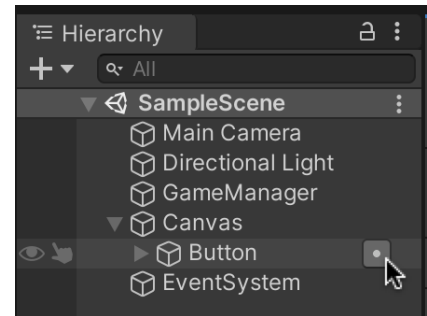 Hierarchy
All
SampleScene
Main Camera
Directional Light
GameManager
Canvas
Button
EventSystem